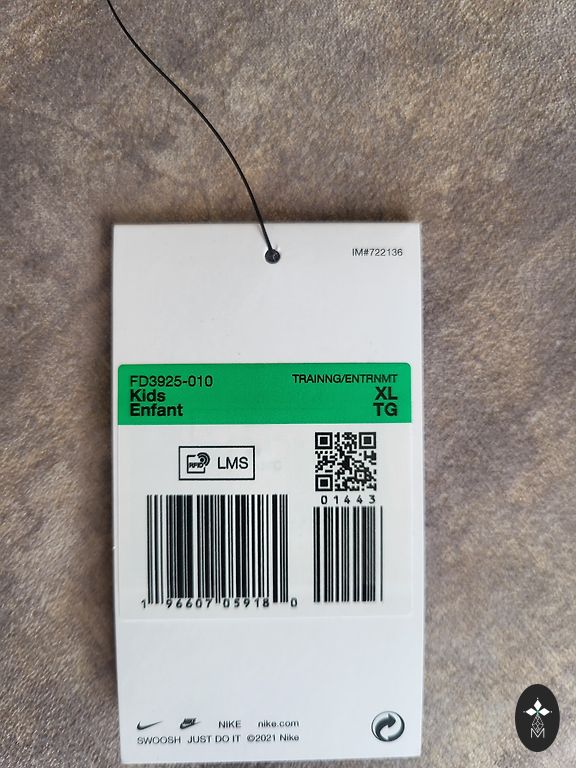 IM#722136
FD3925-010 TRAINNG/ENTRNMT
Kids XL
Enfant TG
RFID LMS
01443
1 96607 05918 0
NIKE nike.com
SWOOSH JUST DO IT ©2021 Nike
M